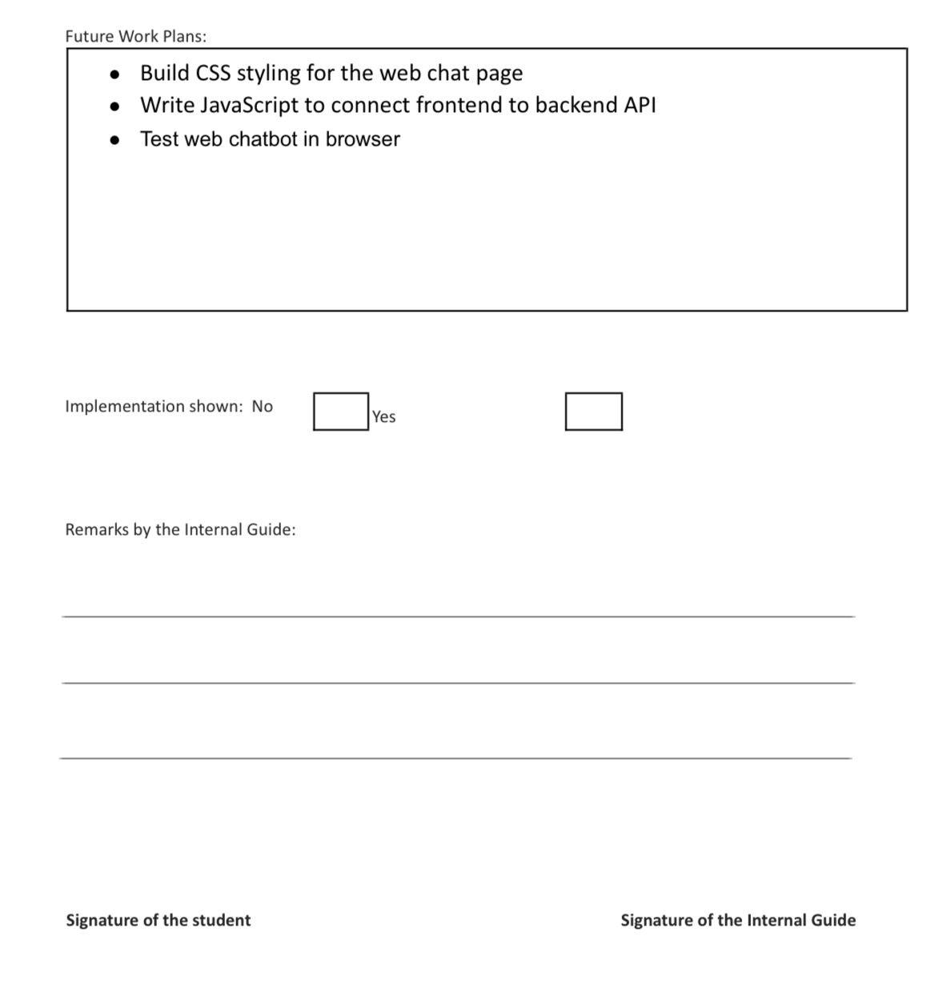 Future Work Plans:
● Build CSS styling for the web chat page
● Write JavaScript to connect frontend to backend API
● Test web chatbot in browser
Implementation shown: No Yes
Remarks by the Internal Guide:
Signature of the student Signature of the Internal Guide